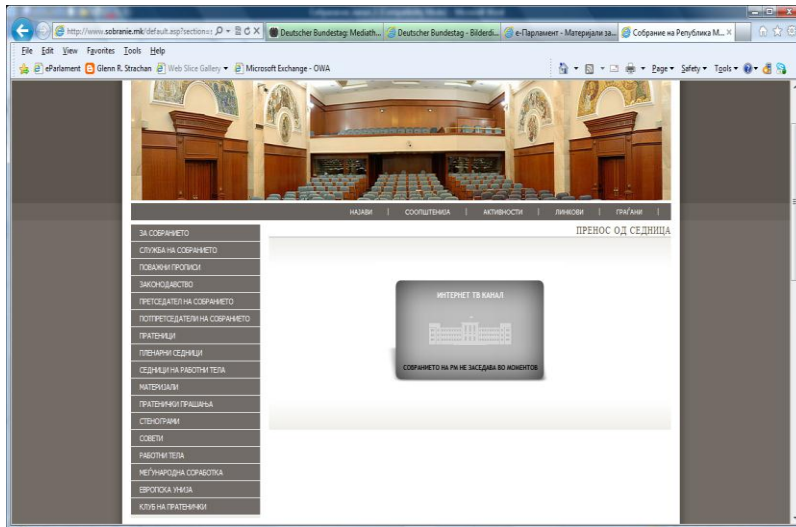 http://www.sobranie.mk/default.asp?section=s
Deutscher Bundestag: Mediath...
Deutscher Bundestag - Bilderdi...
е-Парламент - Материјали за...
Собрание на Република М...
File Edit View Favorites Tools Help
eParlament Glenn R. Strachan Web Slice Gallery Microsoft Exchange - OWA
Page Safety Tools
НАЈАВИ | СООПШТЕНИЈА | АКТИВНОСТИ | ЛИНКОВИ | ГРАЃАНИ |
ПРЕНОС ОД СЕДНИЦА
ЗА СОБРАНИЕТО
СЛУЖБА НА СОБРАНИЕТО
ПОВАЖНИ ПРОПИСИ
ЗАКОНОДАВСТВО
ПРЕТСЕДАТЕЛ НА СОБРАНИЕТО
ПОТПРЕТСЕДАТЕЛИ НА СОБРАНИЕТО
ПРАТЕНИЦИ
ПЛЕНАРНИ СЕДНИЦИ
СЕДНИЦИ НА РАБОТНИ ТЕЛА
МАТЕРИЈАЛИ
ПРАТЕНИЧКИ ПРАШАЊА
СТЕНОГРАМИ
СОВЕТИ
РАБОТНИ ТЕЛА
МЕЃУНАРОДНА СОРАБОТКА
ЕВРОПСКА УНИЈА
КЛУБ НА ПРАТЕНИЧКИ
ИНТЕРНЕТ ТВ КАНАЛ
СОБРАНИЕТО НА РМ НЕ ЗАСЕДАВА ВО МОМЕНТОВ